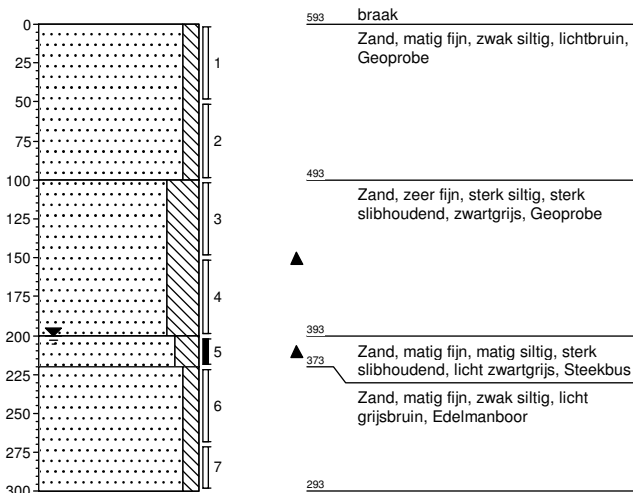 braak
0
593
Zand, matig fijn, zwak siltig, lichtbruin,
Geoprobe
25
1
50
75
2
100
493
Zand, zeer fijn, sterk siltig, sterk
slibhoudend, zwartgrijs, Geoprobe
125
3
150
175
4
200
393
Zand, matig fijn, matig siltig, sterk
slibhoudend, licht zwartgrijs, Steekbus
5
373
225
Zand, matig fijn, zwak siltig, licht
grijsbruin, Edelmanboor
250
6
275
7
300
293